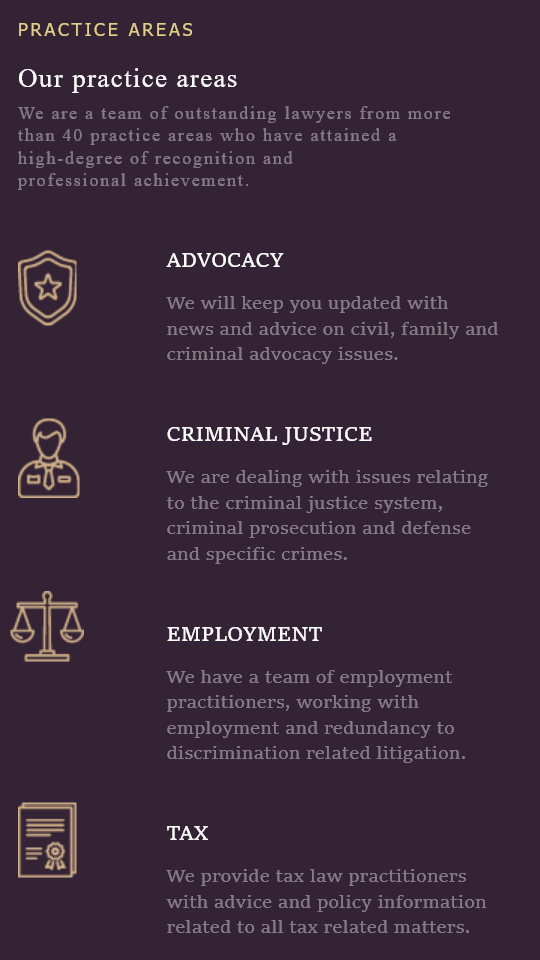 PRACTICE AREAS
Our practice areas
We are a team of outstanding lawyers from more
than 40 practice areas who have attained a
high-degree of recognition and
professional achievement.
ADVOCACY
We will keep you updated with
news and advice on civil, family and
criminal advocacy issues.
CRIMINAL JUSTICE
We are dealing with issues relating
to the criminal justice system,
criminal prosecution and defense
and specific crimes.
EMPLOYMENT
We have a team of employment
practitioners, working with
employment and redundancy to
discrimination related litigation.
TAX
We provide tax law practitioners
with advice and policy information
related to all tax related matters.